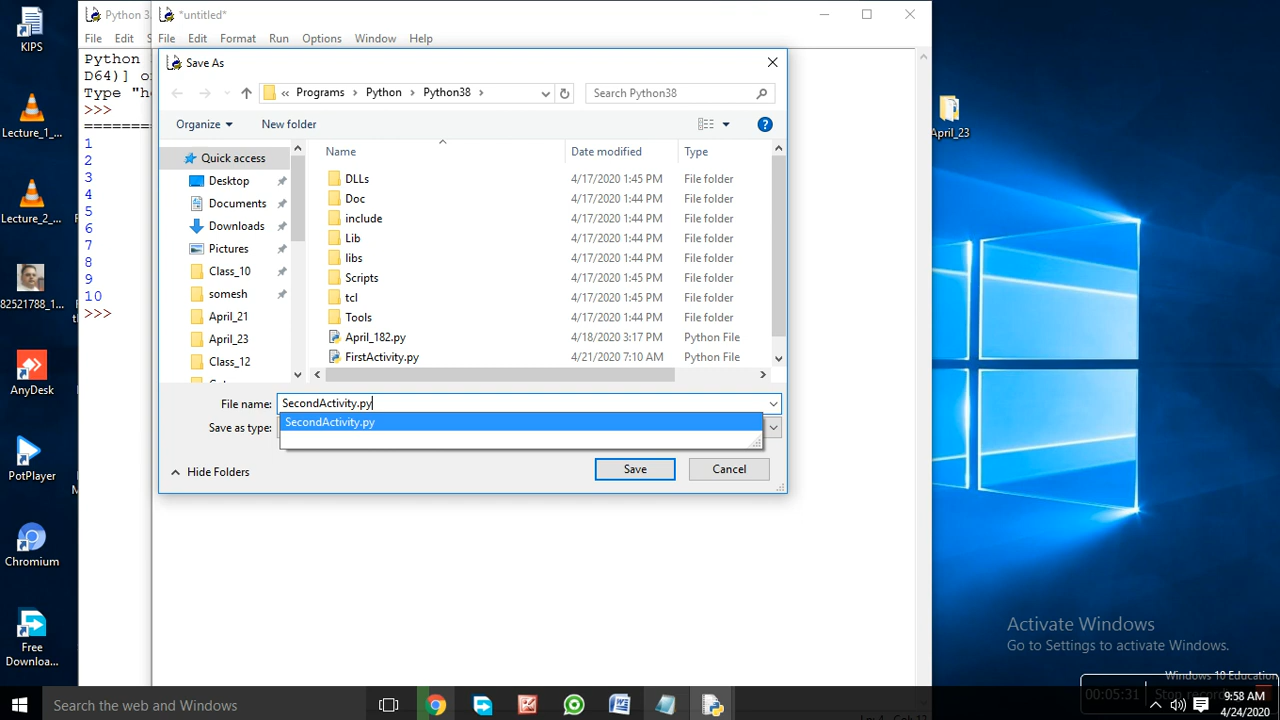 KIPS
Lecture_1_...
Lecture_2_...
82521788_1...
AnyDesk
PotPlayer
Chromium
Free
Downloa...
Python 3.
File Edit
Python
D64)] o
Type "h
>>>
1
2
3
4
5
6
7
8
9
10
>>>
*untitled*
File Edit Format Run Options Window Help
Save As
« Programs > Python > Python38 >
Search Python38
Organize New folder
Quick access
Desktop
Documents
Downloads
Pictures
Class_10
somesh
April_21
April_23
Class_12
Name Date modified Type
DLLs 4/17/2020 1:45 PM File folder
Doc 4/17/2020 1:44 PM File folder
include 4/17/2020 1:44 PM File folder
Lib 4/17/2020 1:44 PM File folder
libs 4/17/2020 1:44 PM File folder
Scripts 4/17/2020 1:45 PM File folder
tcl 4/17/2020 1:45 PM File folder
Tools 4/17/2020 1:44 PM File folder
April_182.py 4/18/2020 3:17 PM Python File
FirstActivity.py 4/21/2020 7:10 AM Python File
File name: SecondActivity.py
SecondActivity.py
Save as type:
Hide Folders
Save Cancel
April_23
Activate Windows
Go to Settings to activate Windows.
Windows 10 Education
00:05:31
Search the web and Windows
9:58 AM
4/24/2020